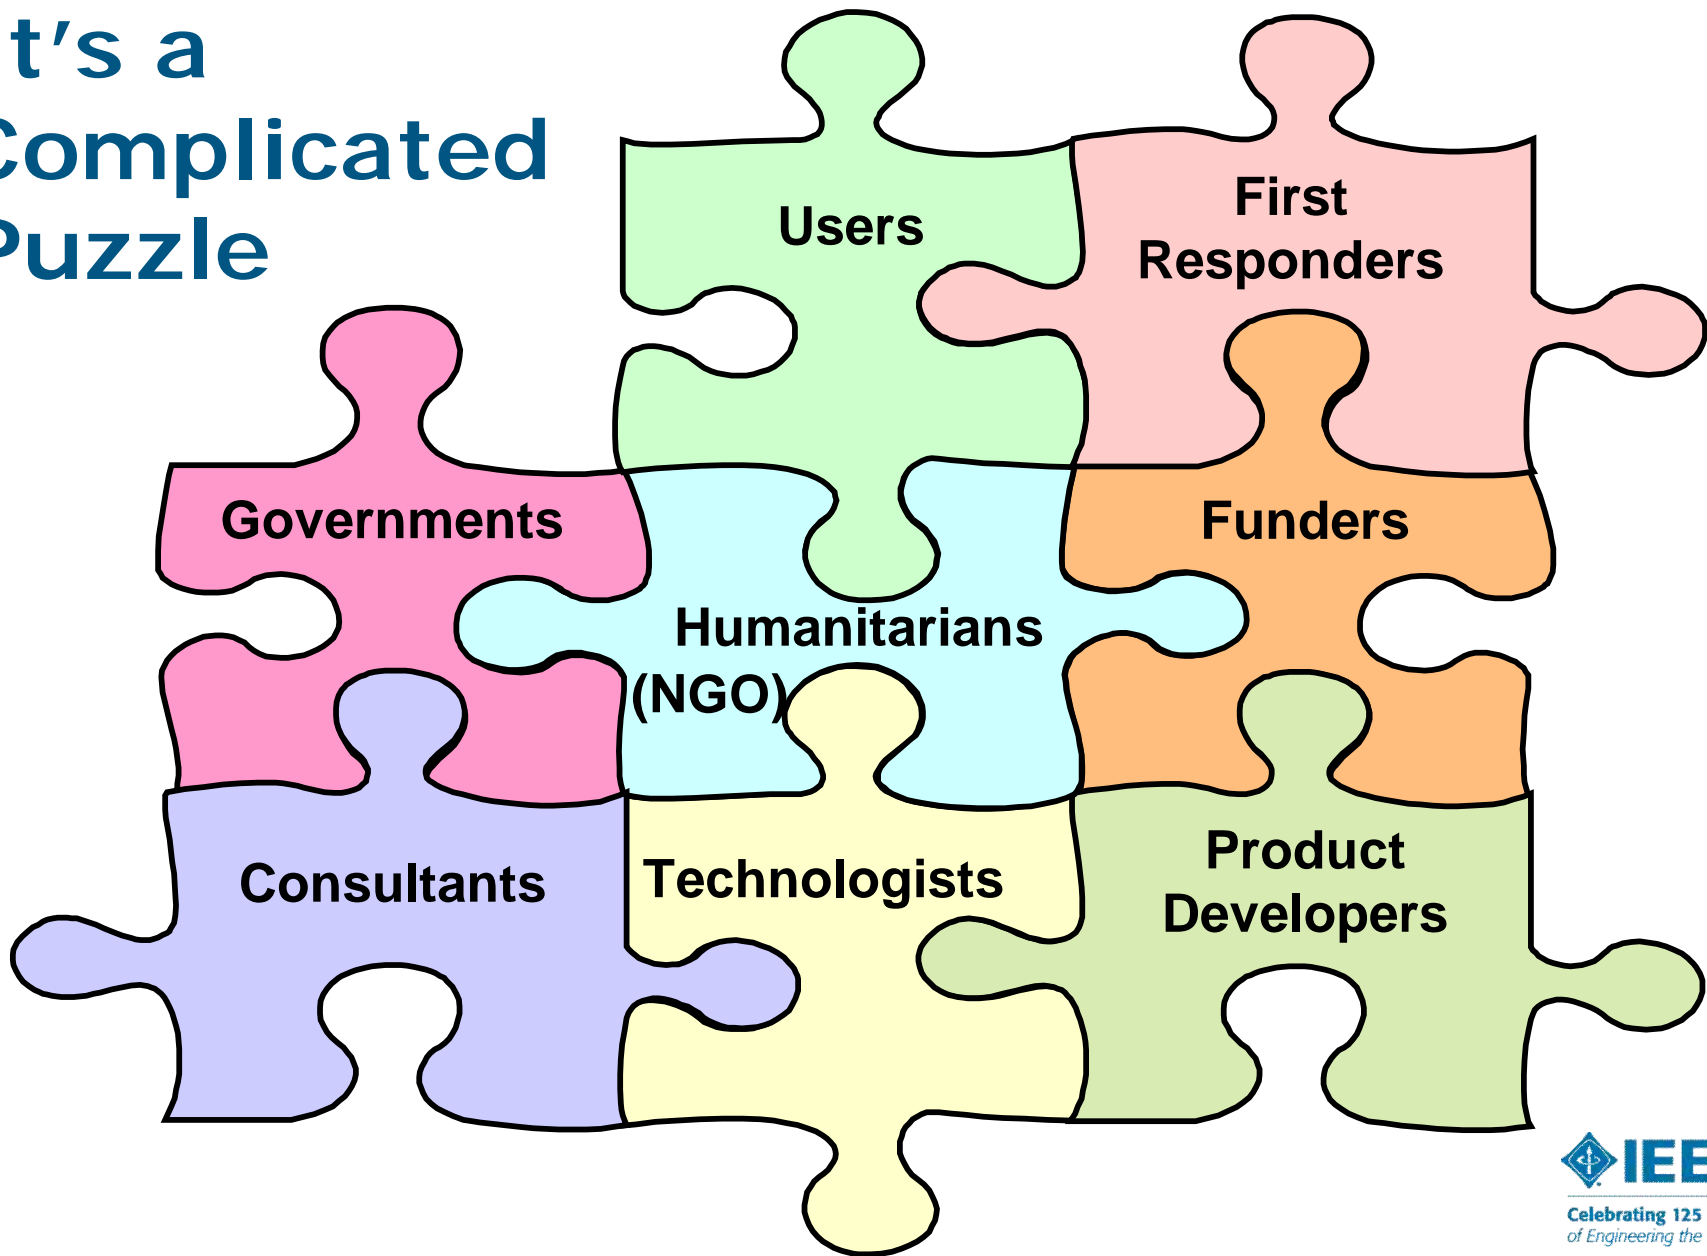 t's a
Complicated
Puzzle
Users
First
Responders
Governments
Funders
Humanitarians
(NGO)
Consultants
Technologists
Product
Developers
IEE
Celebrating 125
of Engineering the